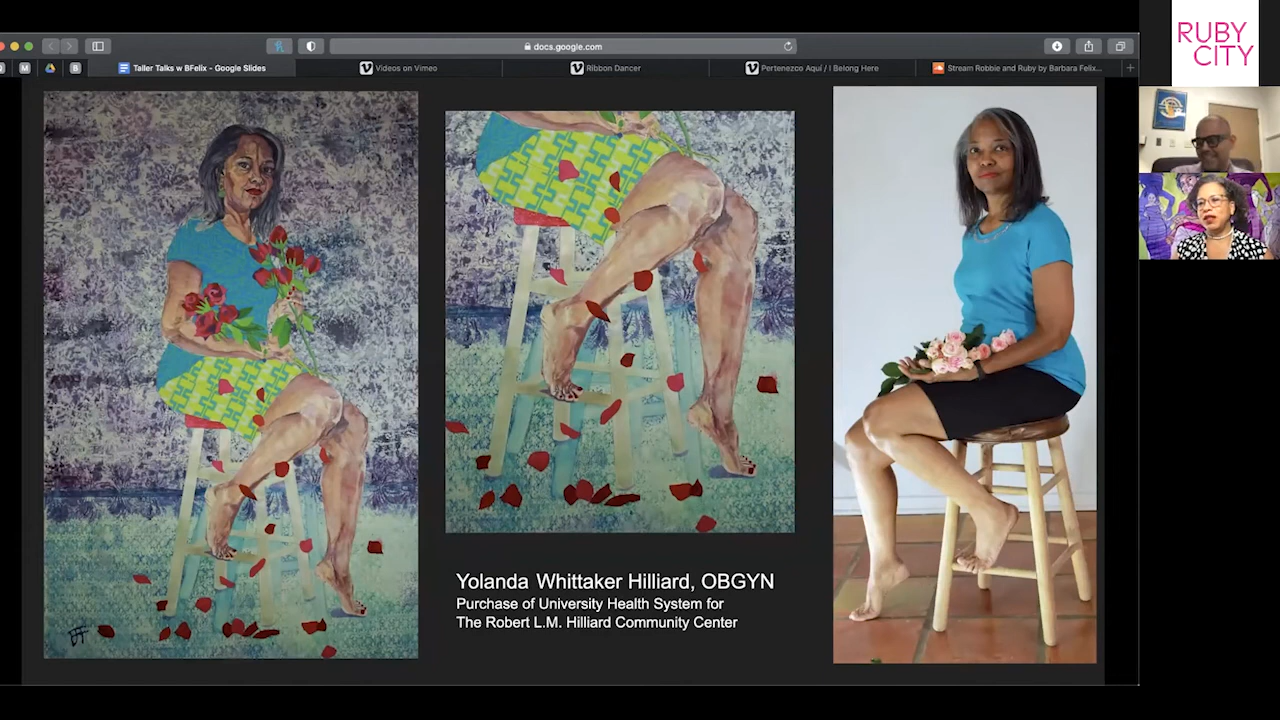 docs.google.com
M
B
Taller Talks w BFelix - Google Slides
Videos on Vimeo
Ribbon Dancer
Pertenezco Aquí / I Belong Here
Stream Robbie and Ruby by Barbara Felix...
RUBY
CITY
Yolanda Whittaker Hilliard, OBGYN
Purchase of University Health System for
The Robert L.M. Hilliard Community Center